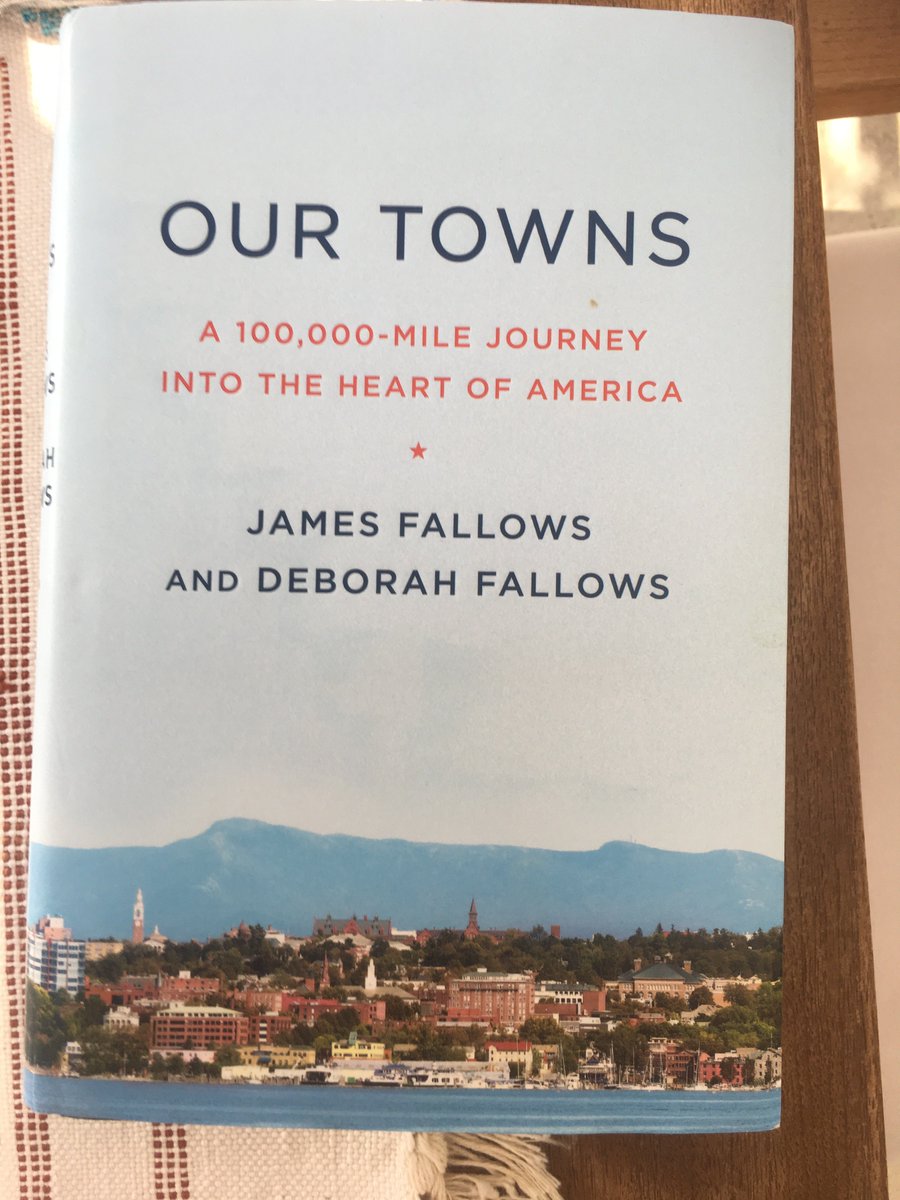 OUR TOWNS
A 100,000-MILE JOURNEY
INTO THE HEART OF AMERICA
JAMES FALLOWS
AND DEBORAH FALLOWS